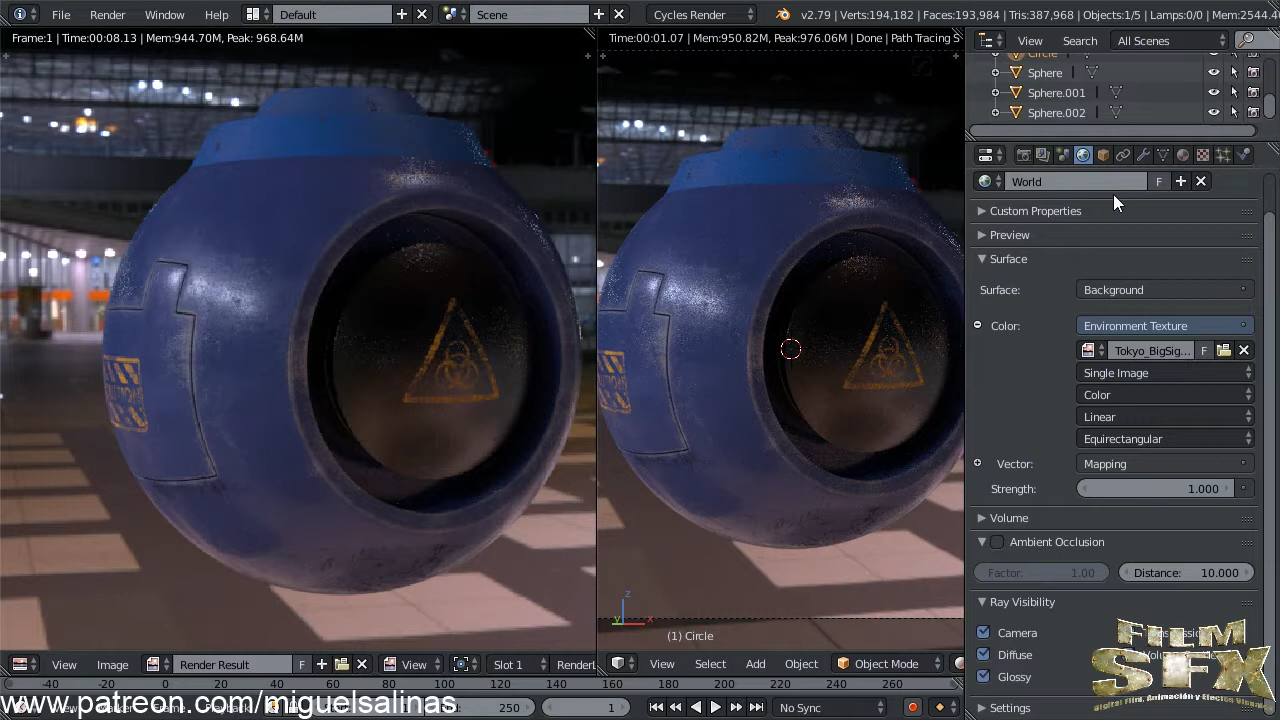 File Render Window Help Default Scene Cycles Render v2.79 | Verts:194,182 | Faces:193,984 | Tris:387,968 | Objects:1/5 | Lamps:0/0 | Mem:2544.4
Frame:1 | Time:00:08.13 | Mem:944.70M, Peak: 968.64M
Time:00:01.07 | Mem:950.82M, Peak:976.06M | Done | Path Tracing S
View Search All Scenes
Circle
Sphere
Sphere.001
Sphere.002
World F
Custom Properties
Preview
Surface
Surface: Background
Color: Environment Texture
Tokyo_BigSig... F
Single Image
Color
Linear
Equirectangular
Vector: Mapping
Strength: 1.000
Volume
Ambient Occlusion
Factor: 1.00 Distance: 10.000
Ray Visibility
Camera
Diffuse
Glossy
Settings
(1) Circle
z
y x
View Image Render Result F View Slot 1 Render
View Select Add Object Object Mode
-40 -20 0 20 40 60 80 100 120 140 160 180 200 220 240 260
250 1 No Sync
www.patreon.com/miguelsalinas
FILM
SFX